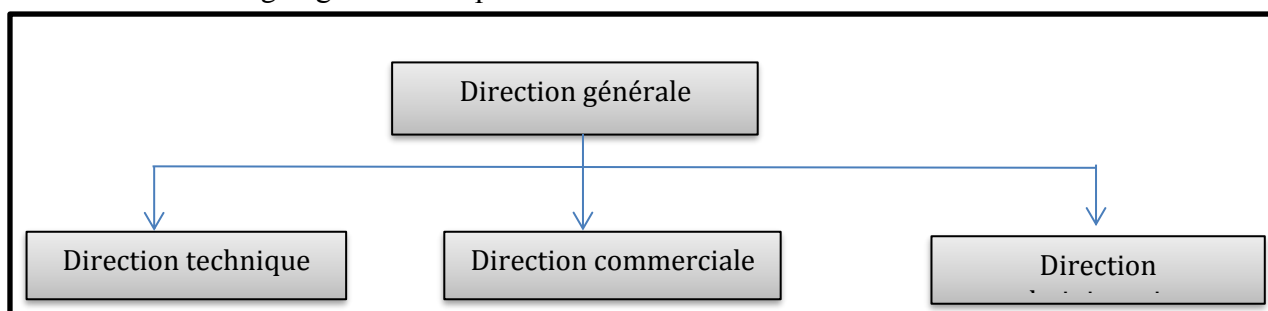 Direction générale
Direction technique
Direction commerciale
Direction